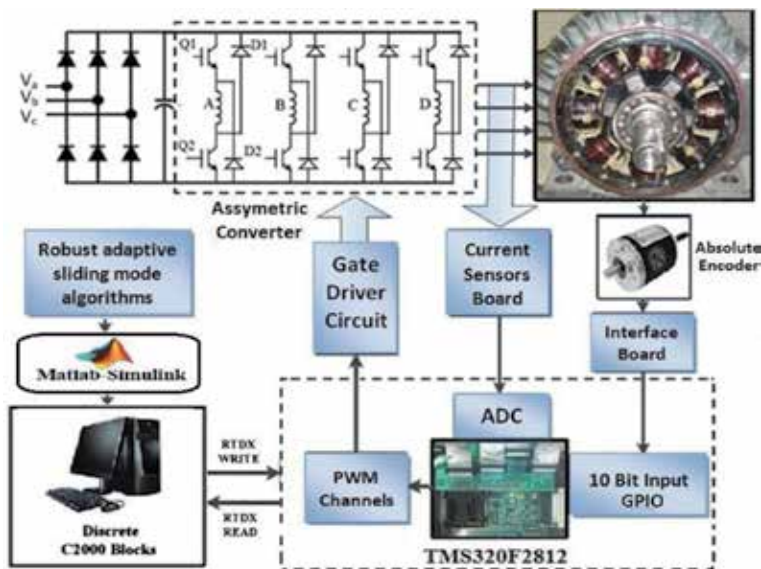 Q1
D1
Va
Vb
Vc
A
B
C
D
Q2
D2
Assymetric
Converter
Absolute
Encoder
Robust adaptive
sliding mode
algorithms
Gate
Driver
Circuit
Current
Sensors
Board
Interface
Board
Matlab-Simulink
ADC
RTDX
WRITE
PWM
Channels
10 Bit Input
GPIO
RTDX
READ
Discrete
C2000 Blocks
TMS320F2812